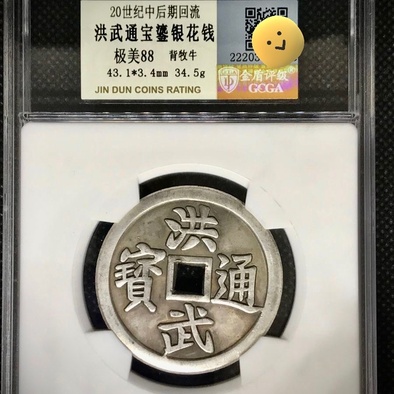 20世纪中后期回流
洪武通宝鎏银花钱
极美88 背牧牛
43.1*3.4mm 34.5g
JIN DUN COINS RATING
2220
金盾评级
GCGA
洪武通寳